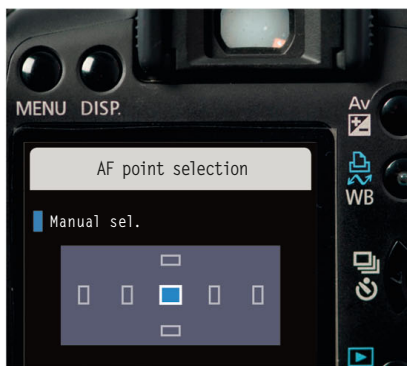 MENU DISP.
Av
WB
AF point selection
Manual sel.